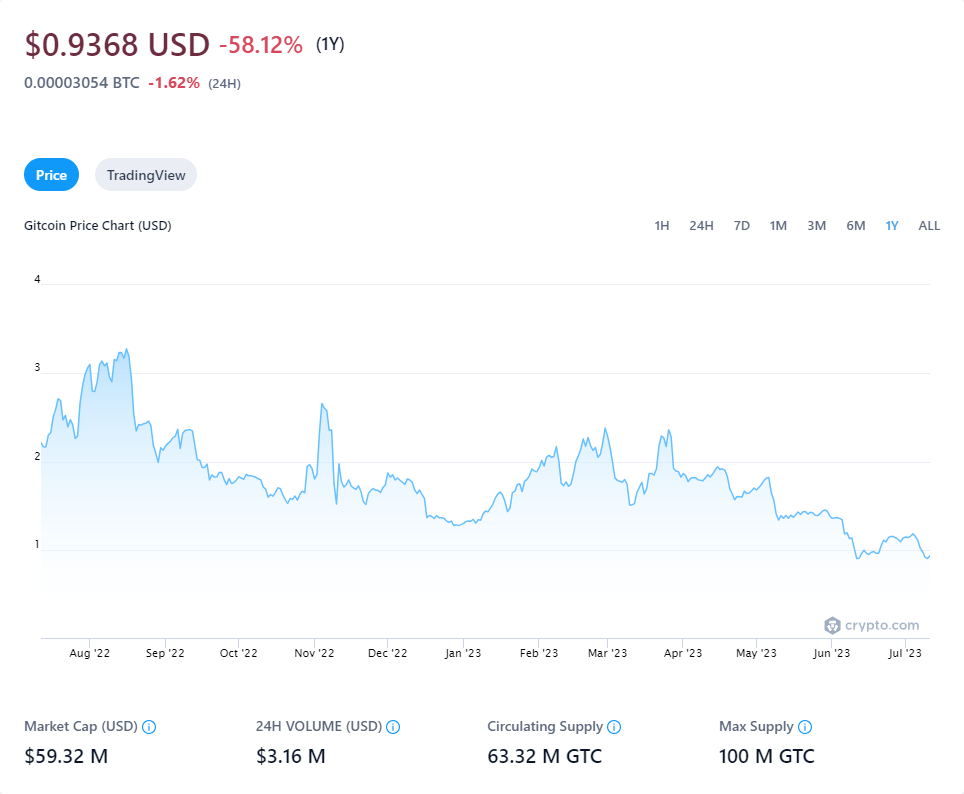 $0.9368 USD -58.12% (1Y)
0.00003054 BTC -1.62% (24H)
Price TradingView
Gitcoin Price Chart (USD) 1H 24H 7D 1M 3M 6M 1Y ALL
4
3
2
1
crypto.com
Aug '22 Sep '22 Oct '22 Nov '22 Dec '22 Jan '23 Feb '23 Mar '23 Apr '23 May '23 Jun '23 Jul '23
Market Cap (USD) 24H VOLUME (USD) Circulating Supply Max Supply
$59.32 M $3.16 M 63.32 M GTC 100 M GTC